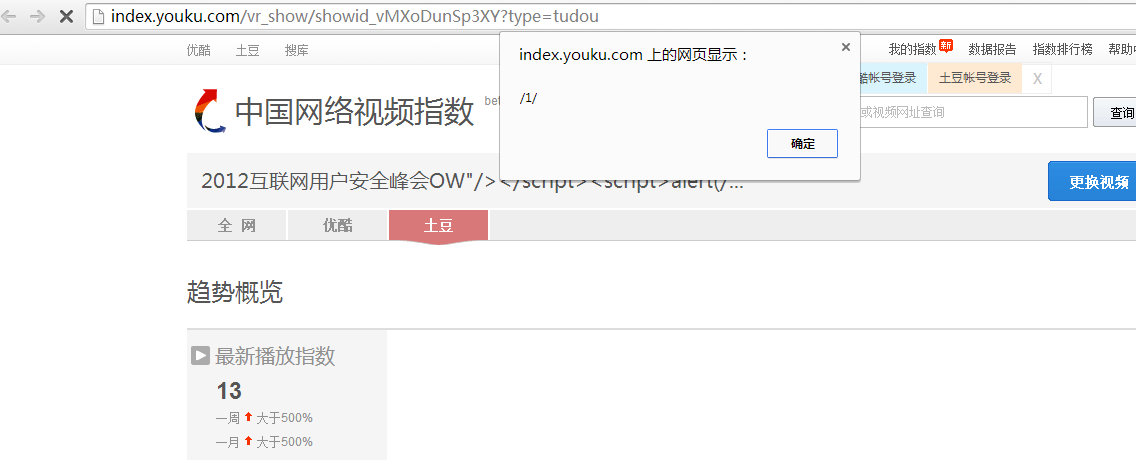 index.youku.com/vr_show/showid_vMXoDunSp3XY?type=tudou
优酷 土豆 搜库
我的指数 新 数据报告 指数排行榜 帮助
index.youku.com 上的网页显示：
/1/
确定
帐号登录 土豆帐号登录 X
中国网络视频指数 bet
或视频网址查询 查询
2012互联网用户安全峰会OW"/></script><script>alert(/...
更换视频
全 网 优酷 土豆
趋势概览
最新播放指数
13
一周 大于500%
一月 大于500%